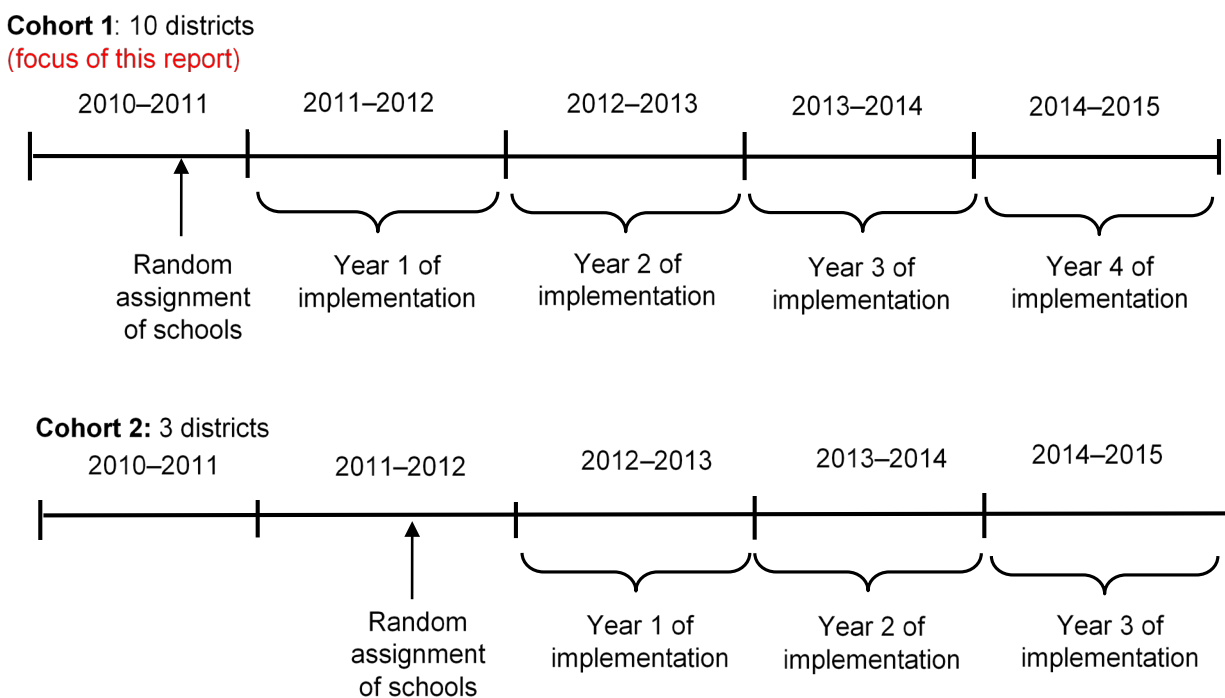 Cohort 1: 10 districts
(focus of this report)
2010–2011
2011–2012
2012–2013
2013–2014
2014–2015
Random
assignment
of schools
Year 1 of
implementation
Year 2 of
implementation
Year 3 of
implementation
Year 4 of
implementation
Cohort 2: 3 districts
2010–2011
2011–2012
2012–2013
2013–2014
2014–2015
Random
assignment
of schools
Year 1 of
implementation
Year 2 of
implementation
Year 3 of
implementation